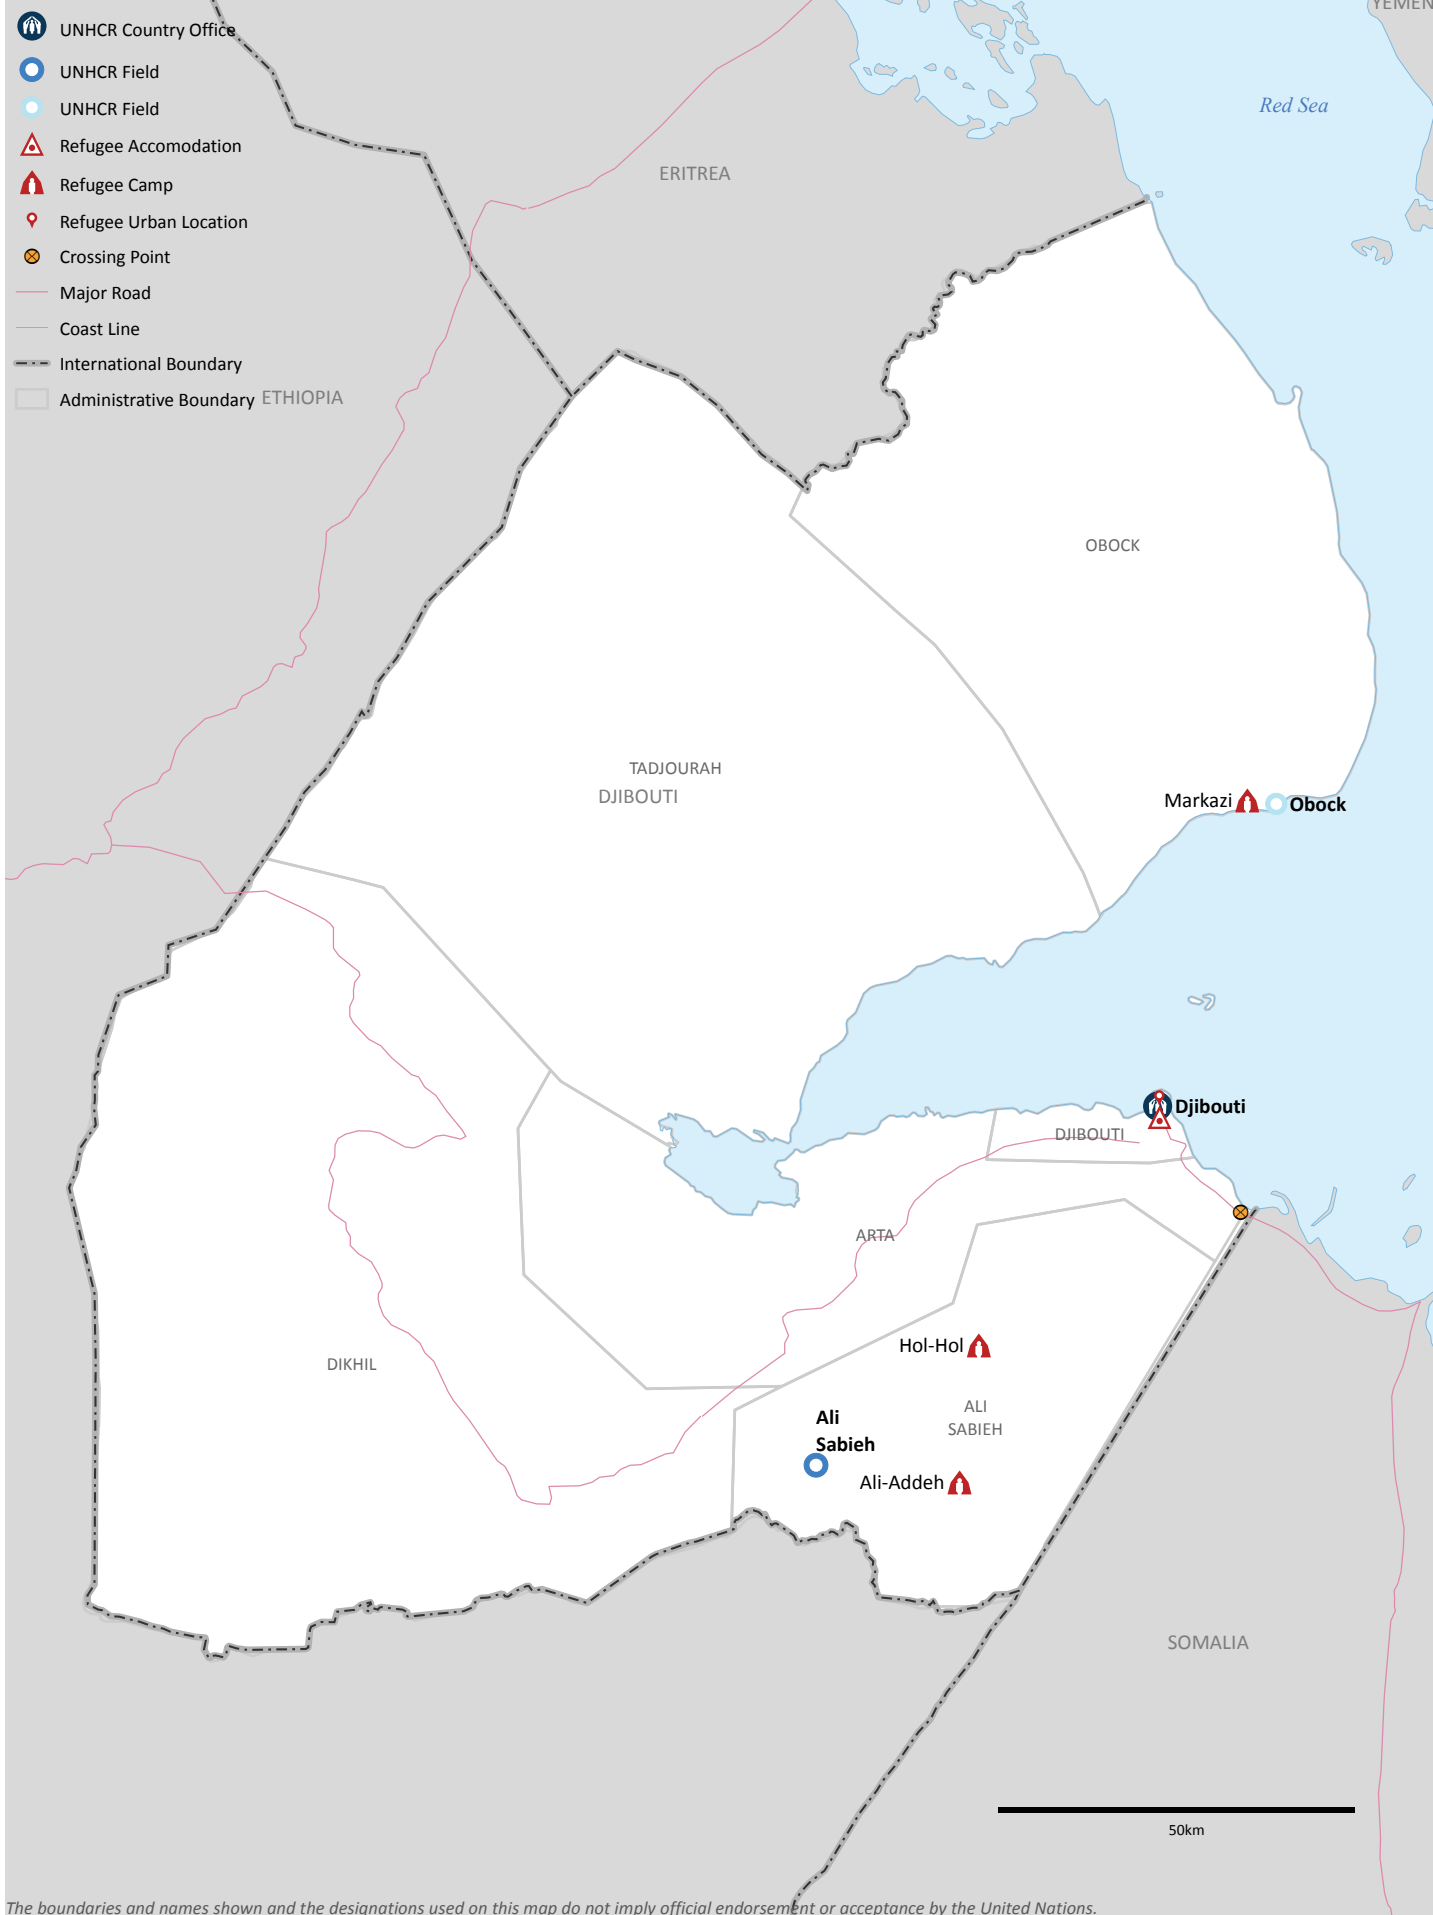 YEMEN
UNHCR Country Office
UNHCR Field
UNHCR Field
Refugee Accomodation
Refugee Camp
Refugee Urban Location
Crossing Point
Major Road
Coast Line
International Boundary
Administrative Boundary
Red Sea
ERITREA
ETHIOPIA
OBOCK
TADJOURAH
DJIBOUTI
Markazi
Obock
Djibouti
DJIBOUTI
ARTA
Hol-Hol
DIKHIL
ALI
SABIEH
Ali
Sabieh
Ali-Addeh
SOMALIA
50km
The boundaries and names shown and the designations used on this map do not imply official endorsement or acceptance by the United Nations.